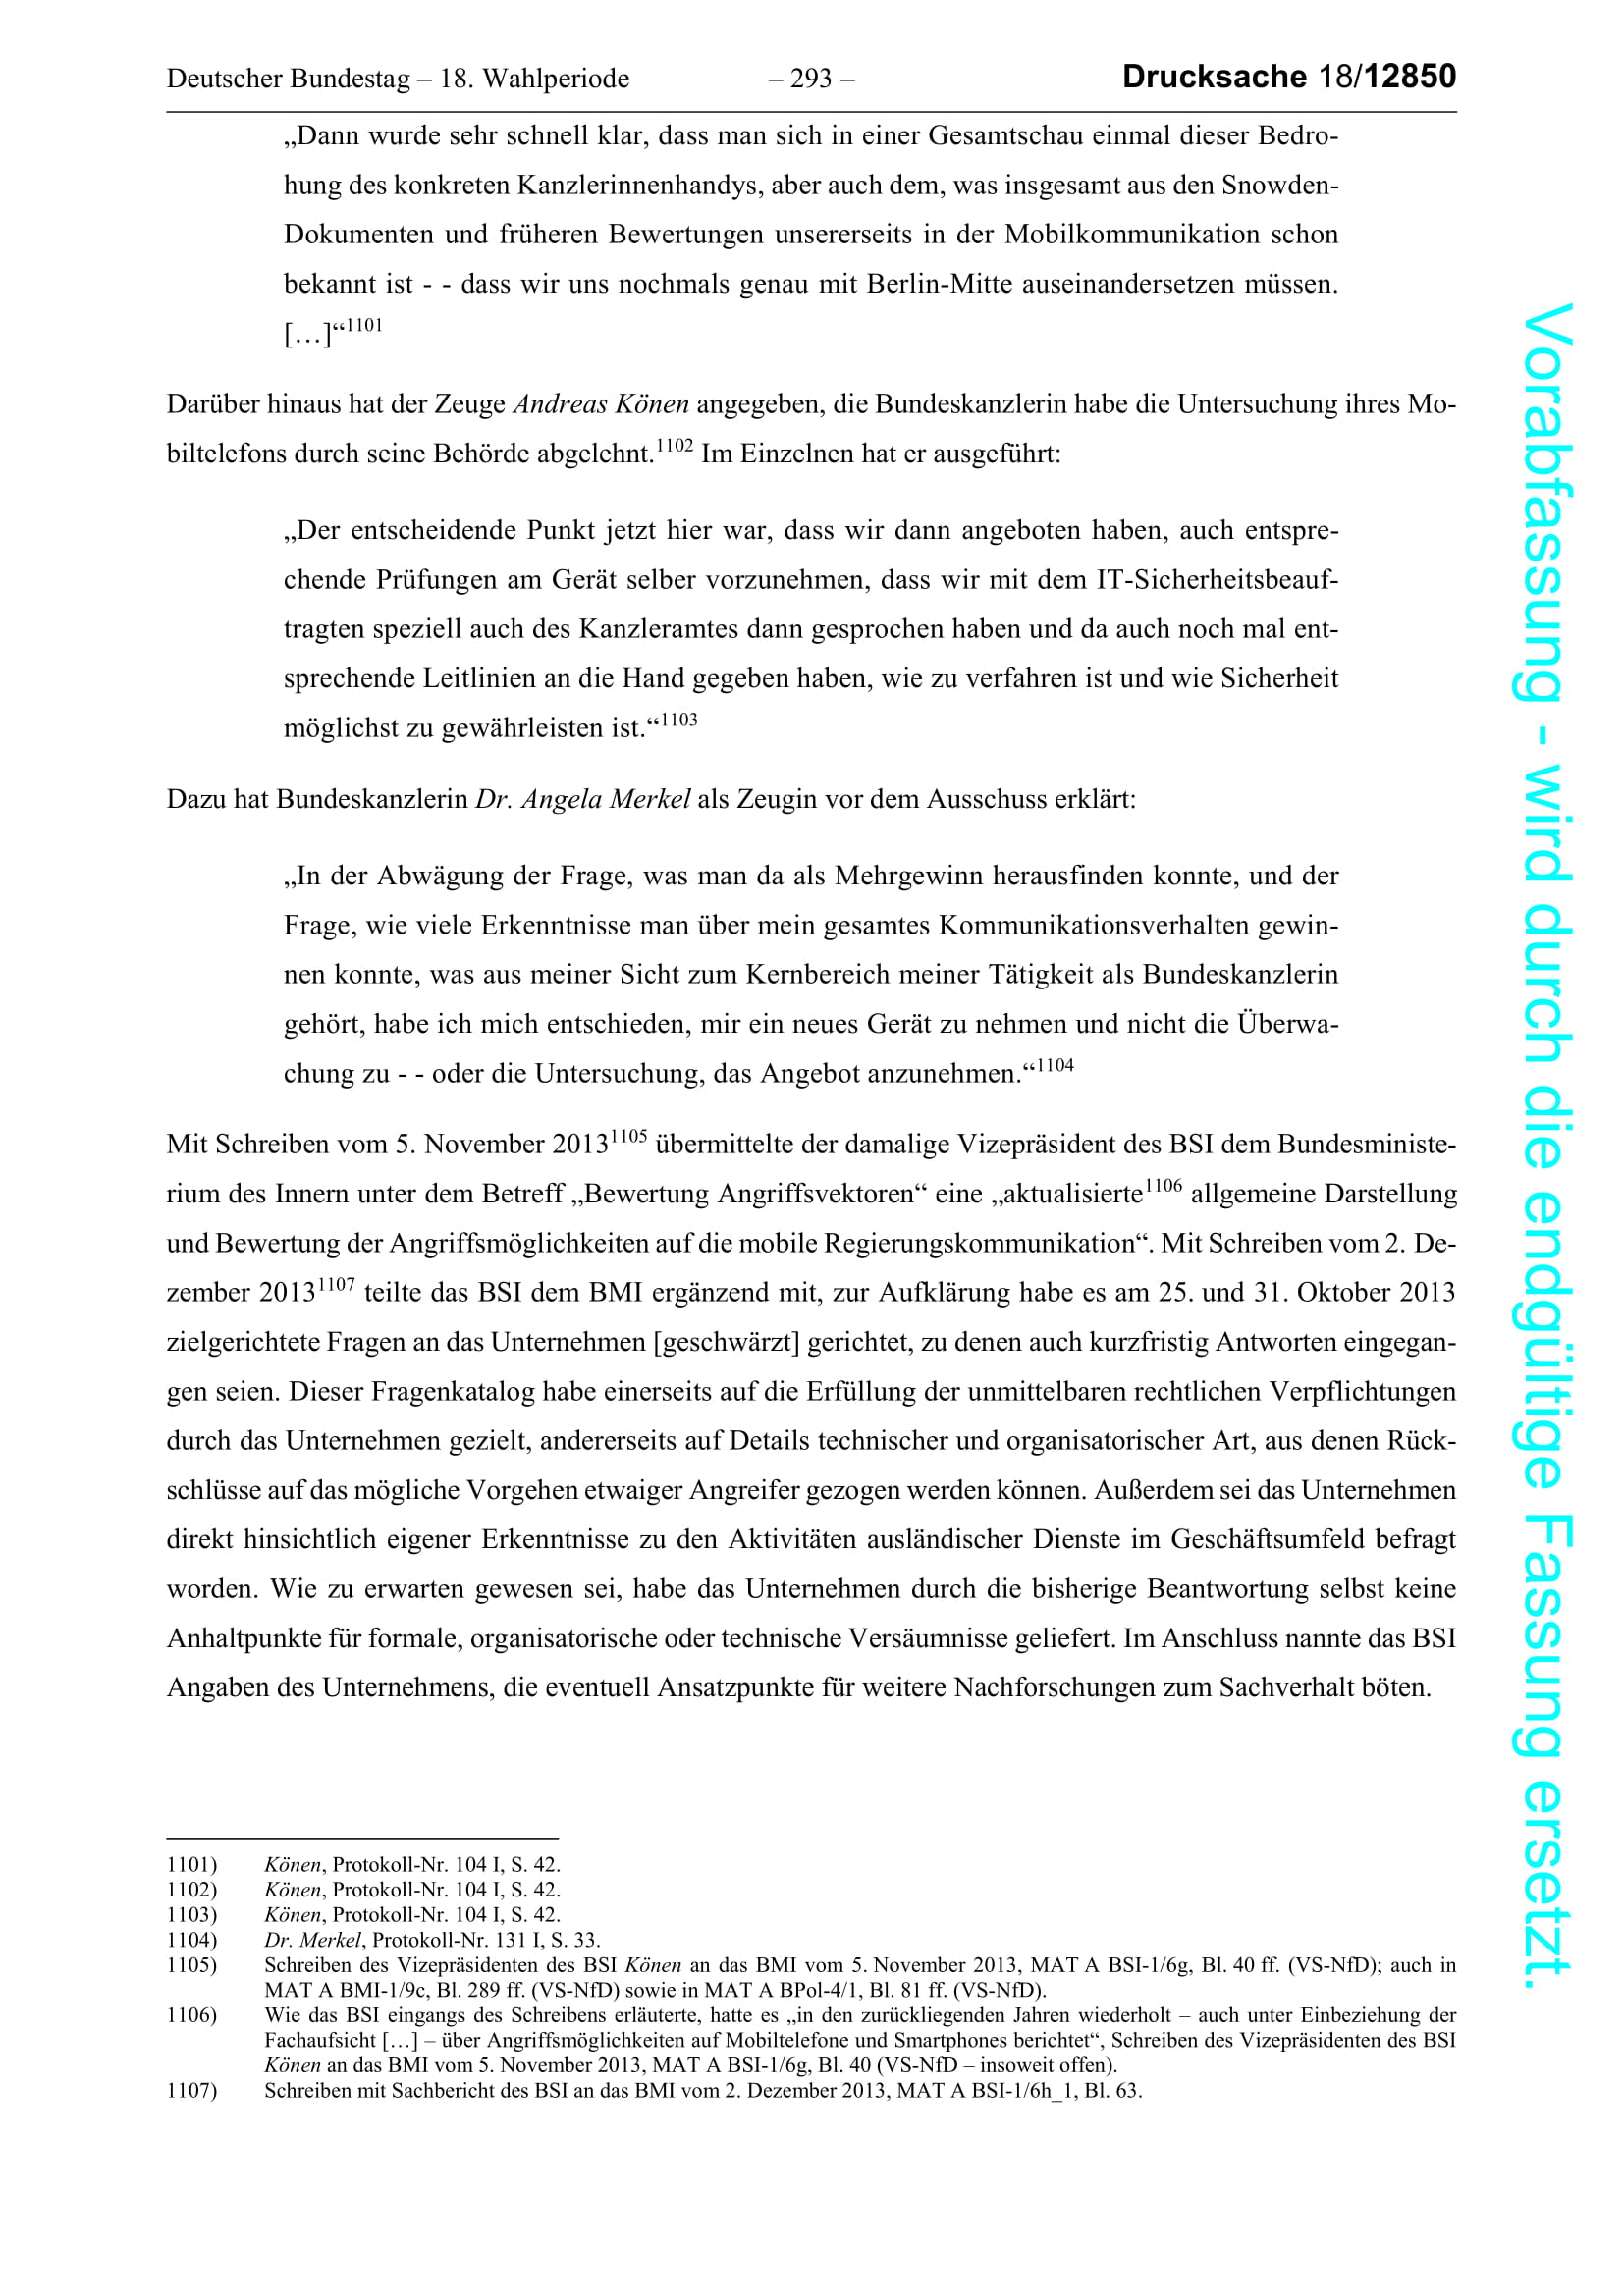 Deutscher Bundestag – 18. Wahlperiode – 293 – Drucksache 18/12850
„Dann wurde sehr schnell klar, dass man sich in einer Gesamtschau einmal dieser Bedro-
hung des konkreten Kanzlerinnenhandys, aber auch dem, was insgesamt aus den Snowden-
Dokumenten und früheren Bewertungen unsererseits in der Mobilkommunikation schon
bekannt ist - - dass wir uns nochmals genau mit Berlin-Mitte auseinandersetzen müssen.
[…]“1101
Darüber hinaus hat der Zeuge Andreas Könen angegeben, die Bundeskanzlerin habe die Untersuchung ihres Mo-
biltelefons durch seine Behörde abgelehnt.1102 Im Einzelnen hat er ausgeführt:
„Der entscheidende Punkt jetzt hier war, dass wir dann angeboten haben, auch entspre-
chende Prüfungen am Gerät selber vorzunehmen, dass wir mit dem IT-Sicherheitsbeauf-
tragten speziell auch des Kanzleramtes dann gesprochen haben und da auch noch mal ent-
sprechende Leitlinien an die Hand gegeben haben, wie zu verfahren ist und wie Sicherheit
möglichst zu gewährleisten ist.“1103
Dazu hat Bundeskanzlerin Dr. Angela Merkel als Zeugin vor dem Ausschuss erklärt:
„In der Abwägung der Frage, was man da als Mehrgewinn herausfinden konnte, und der
Frage, wie viele Erkenntnisse man über mein gesamtes Kommunikationsverhalten gewin-
nen konnte, was aus meiner Sicht zum Kernbereich meiner Tätigkeit als Bundeskanzlerin
gehört, habe ich mich entschieden, mir ein neues Gerät zu nehmen und nicht die Überwa-
chung zu - - oder die Untersuchung, das Angebot anzunehmen.“1104
Mit Schreiben vom 5. November 20131105 übermittelte der damalige Vizepräsident des BSI dem Bundesministe-
rium des Innern unter dem Betreff „Bewertung Angriffsvektoren“ eine „aktualisierte1106 allgemeine Darstellung
und Bewertung der Angriffsmöglichkeiten auf die mobile Regierungskommunikation“. Mit Schreiben vom 2. De-
zember 20131107 teilte das BSI dem BMI ergänzend mit, zur Aufklärung habe es am 25. und 31. Oktober 2013
zielgerichtete Fragen an das Unternehmen [geschwärzt] gerichtet, zu denen auch kurzfristig Antworten eingegan-
gen seien. Dieser Fragenkatalog habe einerseits auf die Erfüllung der unmittelbaren rechtlichen Verpflichtungen
durch das Unternehmen gezielt, andererseits auf Details technischer und organisatorischer Art, aus denen Rück-
schlüsse auf das mögliche Vorgehen etwaiger Angreifer gezogen werden können. Außerdem sei das Unternehmen
direkt hinsichtlich eigener Erkenntnisse zu den Aktivitäten ausländischer Dienste im Geschäftsumfeld befragt
worden. Wie zu erwarten gewesen sei, habe das Unternehmen durch die bisherige Beantwortung selbst keine
Anhaltpunkte für formale, organisatorische oder technische Versäumnisse geliefert. Im Anschluss nannte das BSI
Angaben des Unternehmens, die eventuell Ansatzpunkte für weitere Nachforschungen zum Sachverhalt böten.
1101) Könen, Protokoll-Nr. 104 I, S. 42.
1102) Könen, Protokoll-Nr. 104 I, S. 42.
1103) Könen, Protokoll-Nr. 104 I, S. 42.
1104) Dr. Merkel, Protokoll-Nr. 131 I, S. 33.
1105) Schreiben des Vizepräsidenten des BSI Könen an das BMI vom 5. November 2013, MAT A BSI-1/6g, Bl. 40 ff. (VS-NfD); auch in
MAT A BMI-1/9c, Bl. 289 ff. (VS-NfD) sowie in MAT A BPol-4/1, Bl. 81 ff. (VS-NfD).
1106) Wie das BSI eingangs des Schreibens erläuterte, hatte es „in den zurückliegenden Jahren wiederholt – auch unter Einbeziehung der
Fachaufsicht […] – über Angriffsmöglichkeiten auf Mobiltelefone und Smartphones berichtet“, Schreiben des Vizepräsidenten des BSI
Könen an das BMI vom 5. November 2013, MAT A BSI-1/6g, Bl. 40 (VS-NfD – insoweit offen).
1107) Schreiben mit Sachbericht des BSI an das BMI vom 2. Dezember 2013, MAT A BSI-1/6h_1, Bl. 63.
Vorabfassung - wird durch die endgültige Fassung ersetzt.